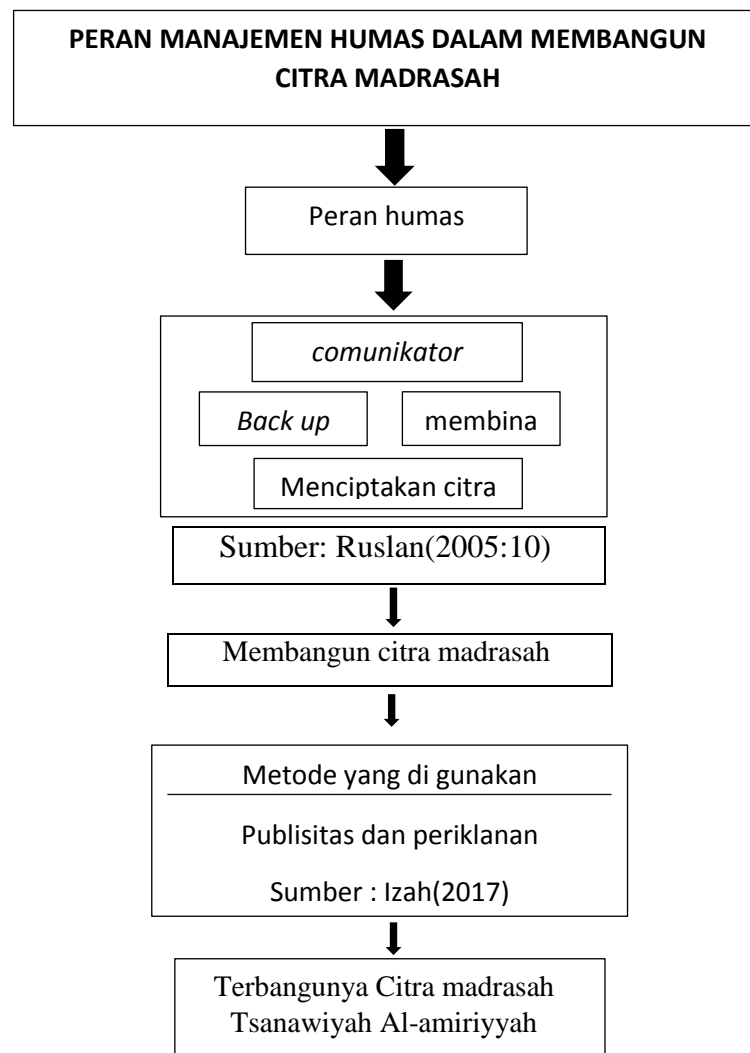 PERAN MANAJEMEN HUMAS DALAM MEMBANGUN
CITRA MADRASAH
Peran humas
comunikator
Back up
membina
Menciptakan citra
Sumber: Ruslan(2005:10)
Membangun citra madrasah
Metode yang di gunakan
Publisitas dan periklanan
Sumber : Izah(2017)
Terbangunya Citra madrasah
Tsanawiyah Al-amiriyyah